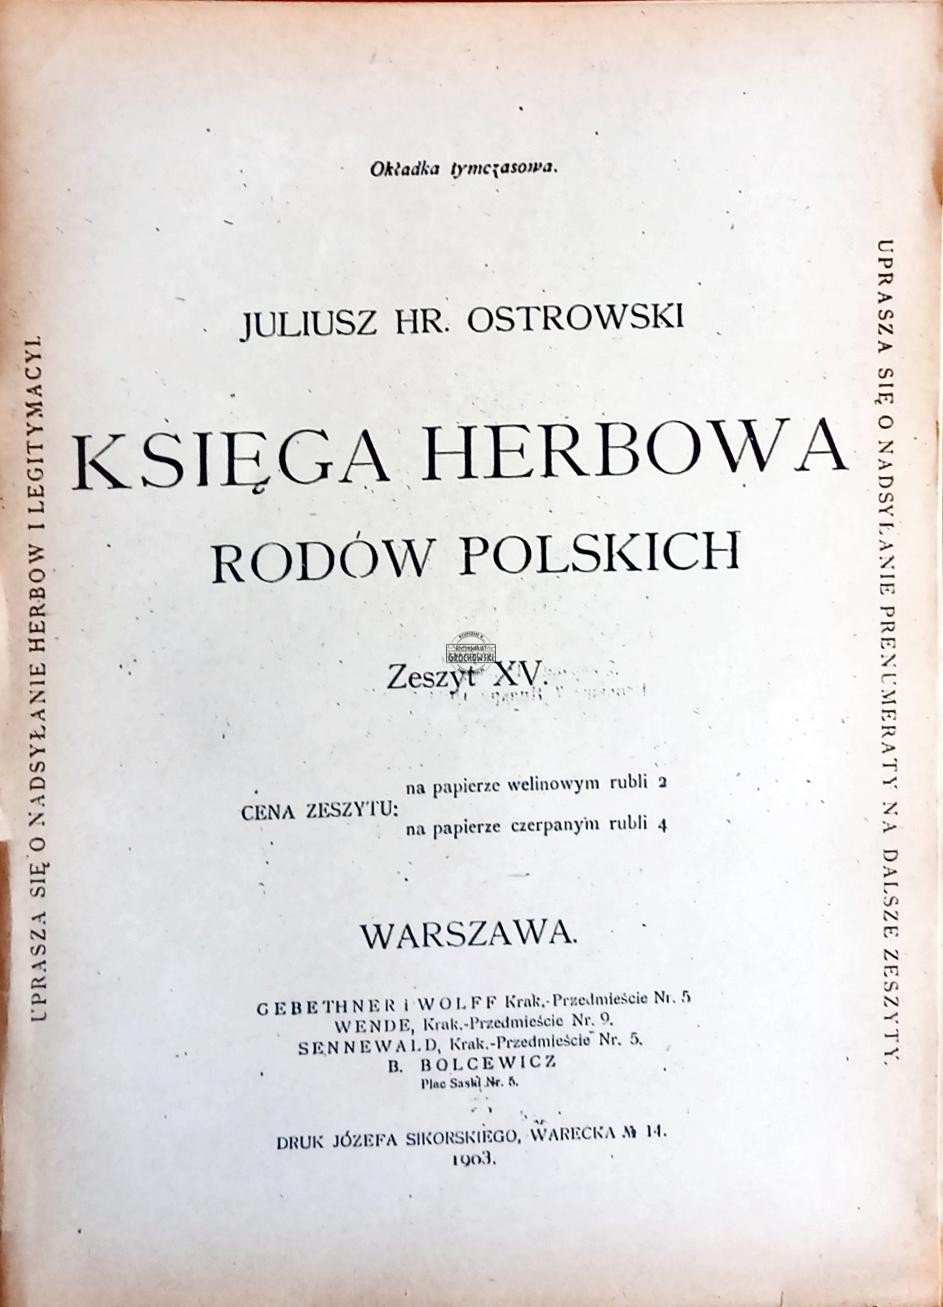 Okładka tymczasowa.
JULIUSZ HR. OSTROWSKI
KSIĘGA HERBOWA
RODÓW POLSKICH
ANTYKWARIAT
GROCHOWSKI
Zeszyt XV.
CENA ZESZYTU:
na papierze welinowym rubli 2
na papierze czerpanym rubli 4
WARSZAWA.
GEBETHNER i WOLFF Krak.-Przedmieście Nr. 5
WENDE, Krak.-Przedmieście Nr. 9.
SENNEWALD, Krak.-Przedmieście Nr. 5.
B. BOLCEWICZ
Plac Saski Nr. 5.
DRUK JÓZEFA SIKORSKIEGO, WARECKA № 14.
1903.
UPRASZA SIĘ O NADSYŁANIE HERBOW I LEGITYMACYI.
UPRASZA SIĘ O NADSYŁANIE PRENUMERATY NA DALSZE ZESZYTY.